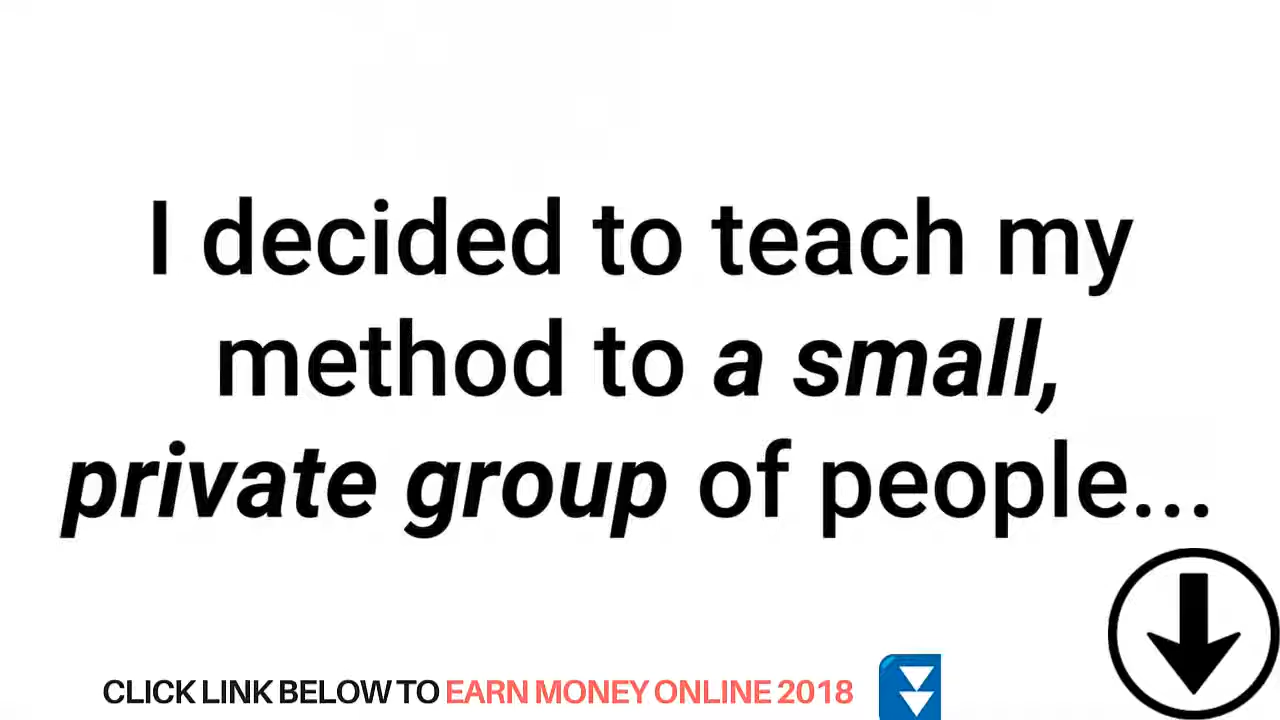 I decided to teach my
method to a small,
private group of people...
CLICK LINK BELOW TO EARN MONEY ONLINE 2018